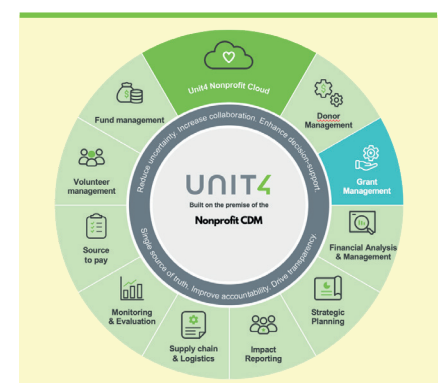 Unit4 Nonprofit Cloud
Donor
Management
Grant
Management
Financial Analysis
& Management
Strategic
Planning
Impact
Reporting
Supply chain
& Logistics
Monitoring
& Evaluation
Source
to pay
Volunteer
management
Fund management
Reduce uncertainty. Increase collaboration. Enhance decision-support.
Single source of truth. Improve accountability. Drive transparency.
UNIT4
Built on the premise of the
Nonprofit CDM